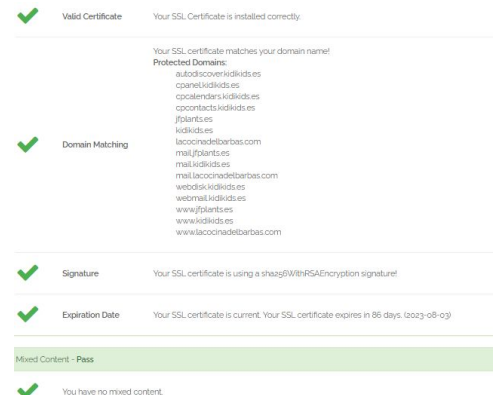 Valid Certificate
Your SSL Certificate is installed correctly.
Your SSL certificate matches your domain name!
Protected Domains:
autodiscover.kidikids.es
cpanel.kidikids.es
cpcalendars.kidikids.es
cpcontacts.kidikids.es
jfplants.es
kidikids.es
lacocinadelbarbas.com
mail.jfplants.es
mail.kidikids.es
mail.lacocinadelbarbas.com
webdisk.kidikids.es
webmail.kidikids.es
www.jfplants.es
www.kidikids.es
www.lacocinadelbarbas.com
Domain Matching
Signature
Your SSL certificate is using a sha256WithRSAEncryption signature!
Expiration Date
Your SSL certificate is current. Your SSL certificate expires in 86 days. (2023-08-03)
Mixed Content - Pass
You have no mixed content.